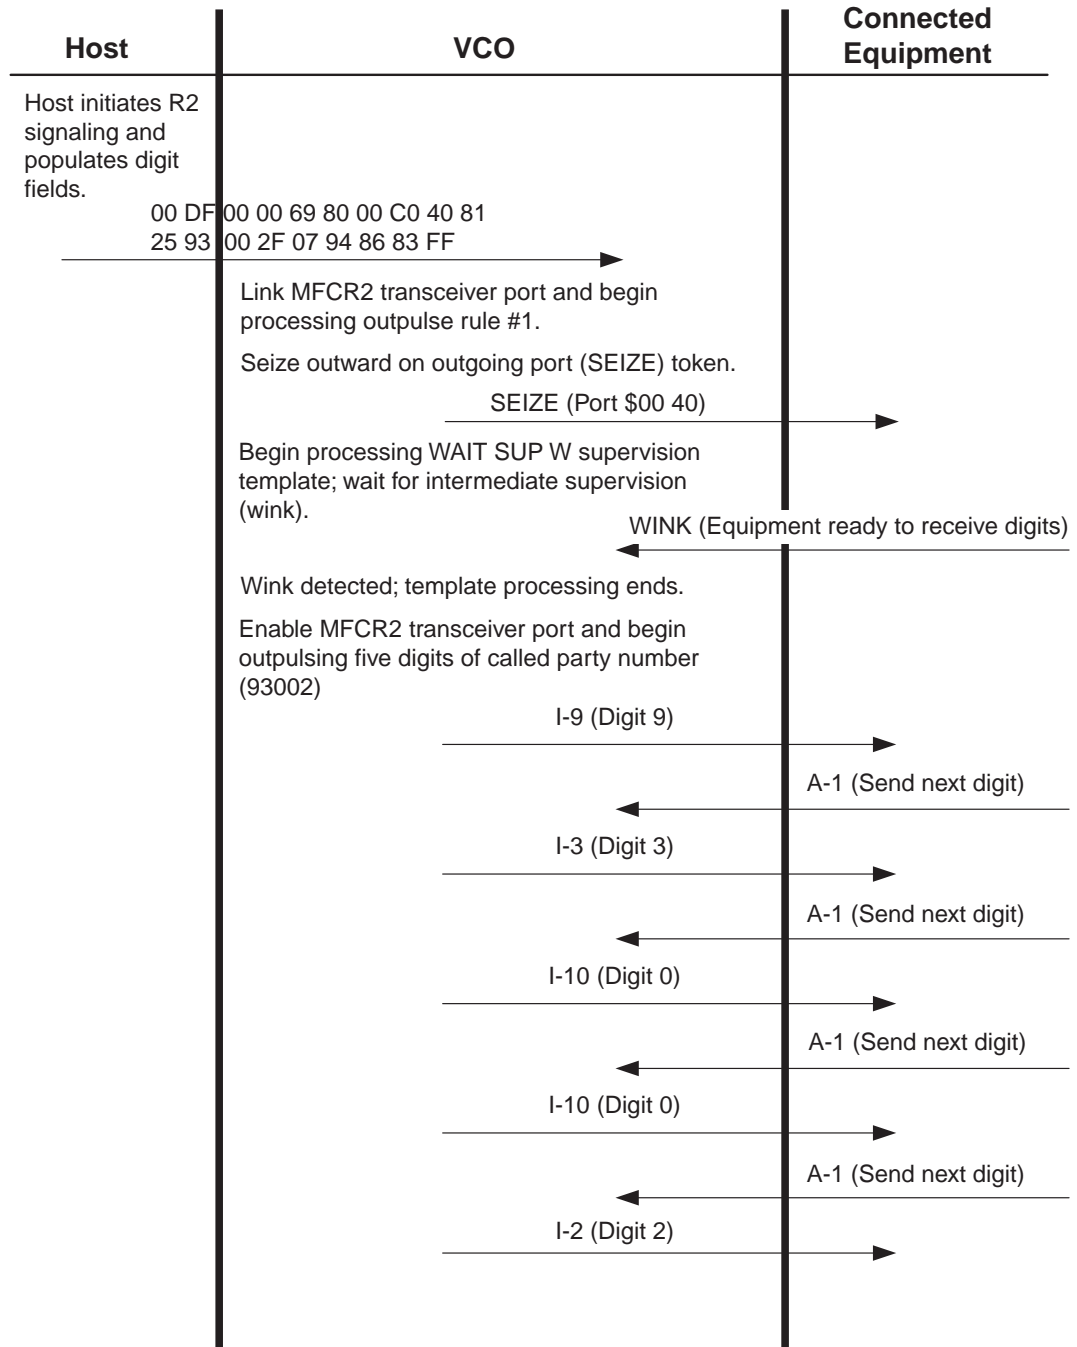 Host
VCO
Connected
Equipment
Host initiates R2
signaling and
populates digit
fields.
00 DF 00 00 69 80 00 C0 40 81
25 93 00 2F 07 94 86 83 FF
Link MFCR2 transceiver port and begin
processing outpulse rule #1.
Seize outward on outgoing port (SEIZE) token.
SEIZE (Port $00 40)
Begin processing WAIT SUP W supervision
template; wait for intermediate supervision
(wink).
WINK (Equipment ready to receive digits)
Wink detected; template processing ends.
Enable MFCR2 transceiver port and begin
outpulsing five digits of called party number
(93002)
I-9 (Digit 9)
A-1 (Send next digit)
I-3 (Digit 3)
A-1 (Send next digit)
I-10 (Digit 0)
A-1 (Send next digit)
I-10 (Digit 0)
A-1 (Send next digit)
I-2 (Digit 2)